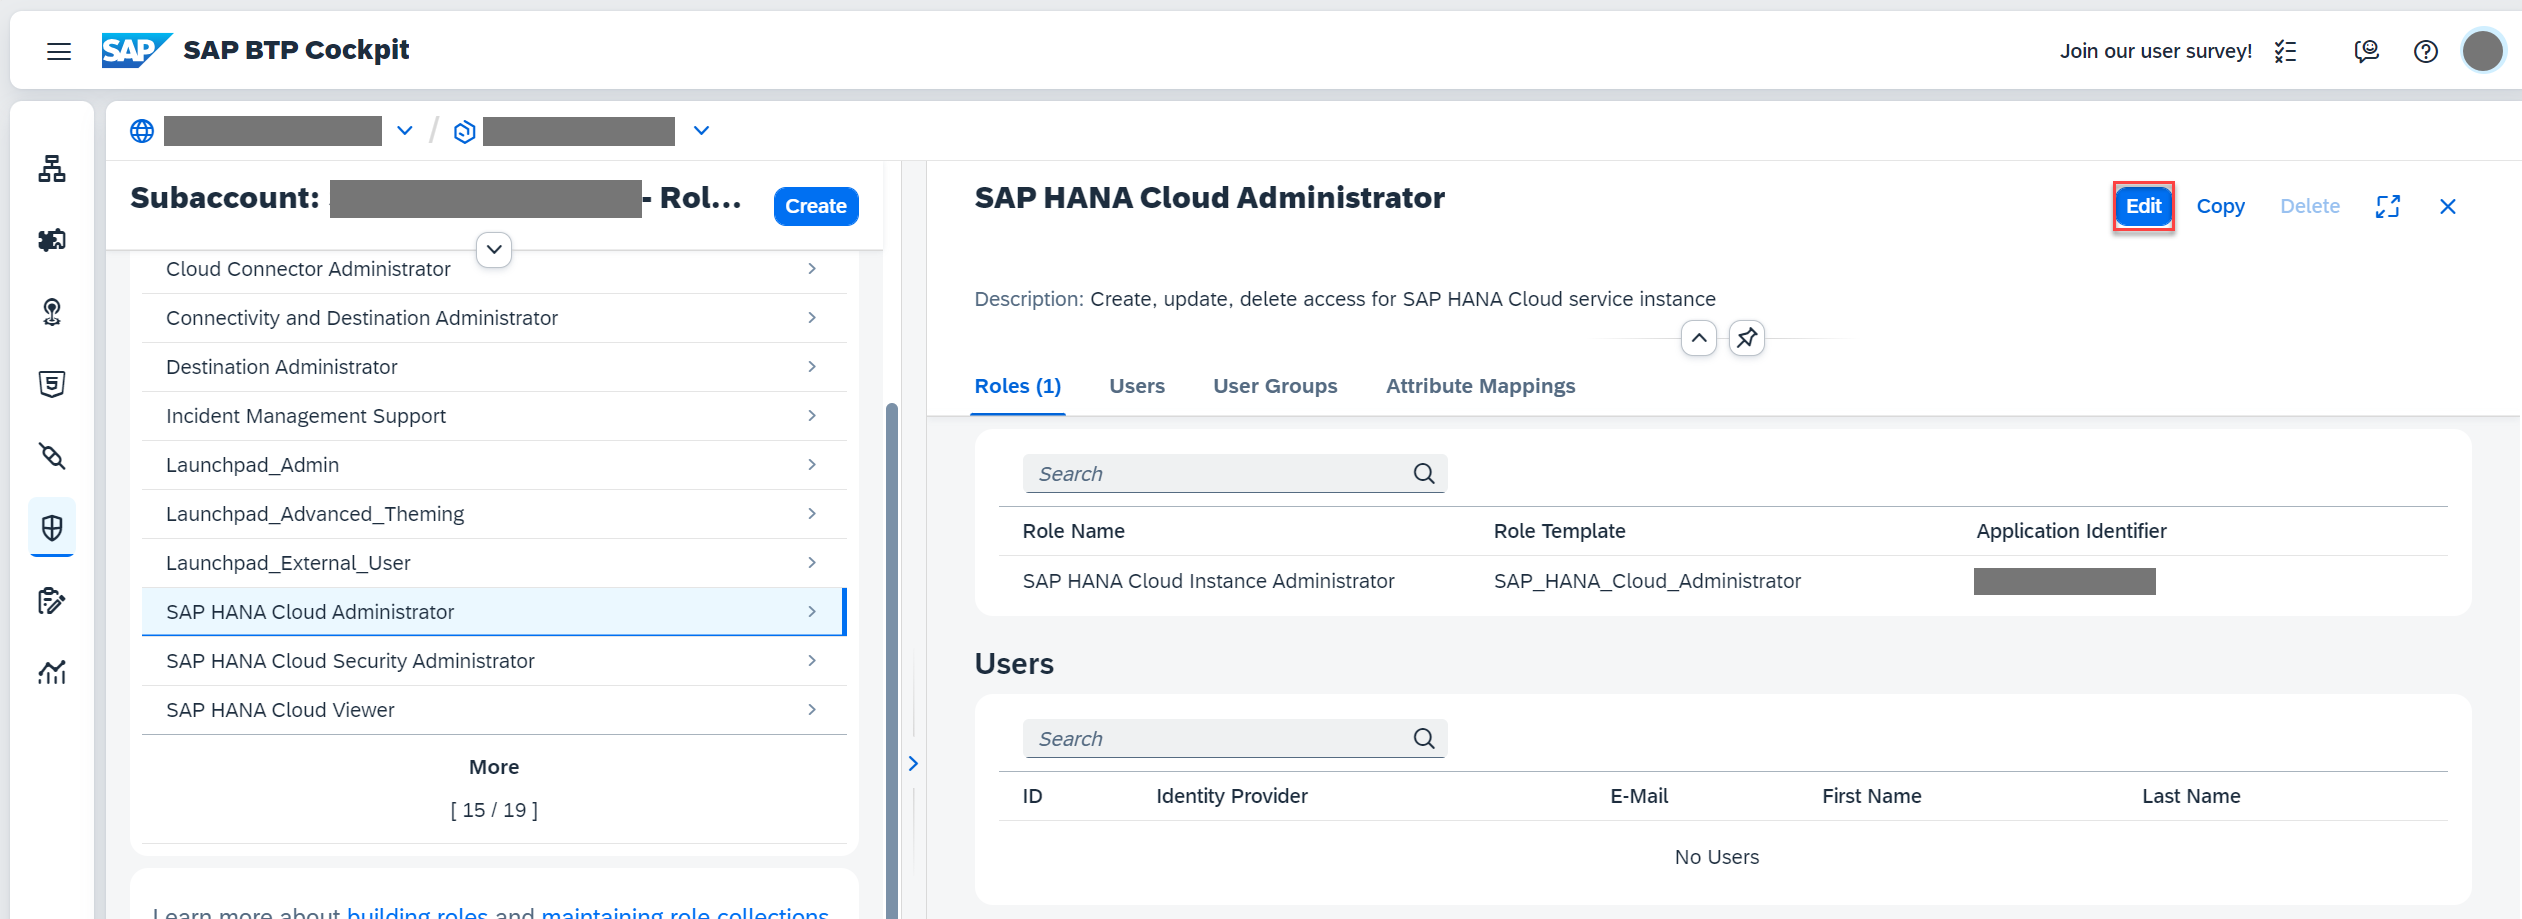 SAP SAP BTP Cockpit
Join our user survey!
/
Subaccount: - Rol...
Create
Cloud Connector Administrator
Connectivity and Destination Administrator
Destination Administrator
Incident Management Support
Launchpad_Admin
Launchpad_Advanced_Theming
Launchpad_External_User
SAP HANA Cloud Administrator
SAP HANA Cloud Security Administrator
SAP HANA Cloud Viewer
More
[ 15 / 19 ]
Learn more about building roles and maintaining role collections
SAP HANA Cloud Administrator
Edit Copy Delete
Description: Create, update, delete access for SAP HANA Cloud service instance
Roles (1) Users User Groups Attribute Mappings
Search
Role Name Role Template Application Identifier
SAP HANA Cloud Instance Administrator SAP_HANA_Cloud_Administrator
Users
Search
ID Identity Provider E-Mail First Name Last Name
No Users